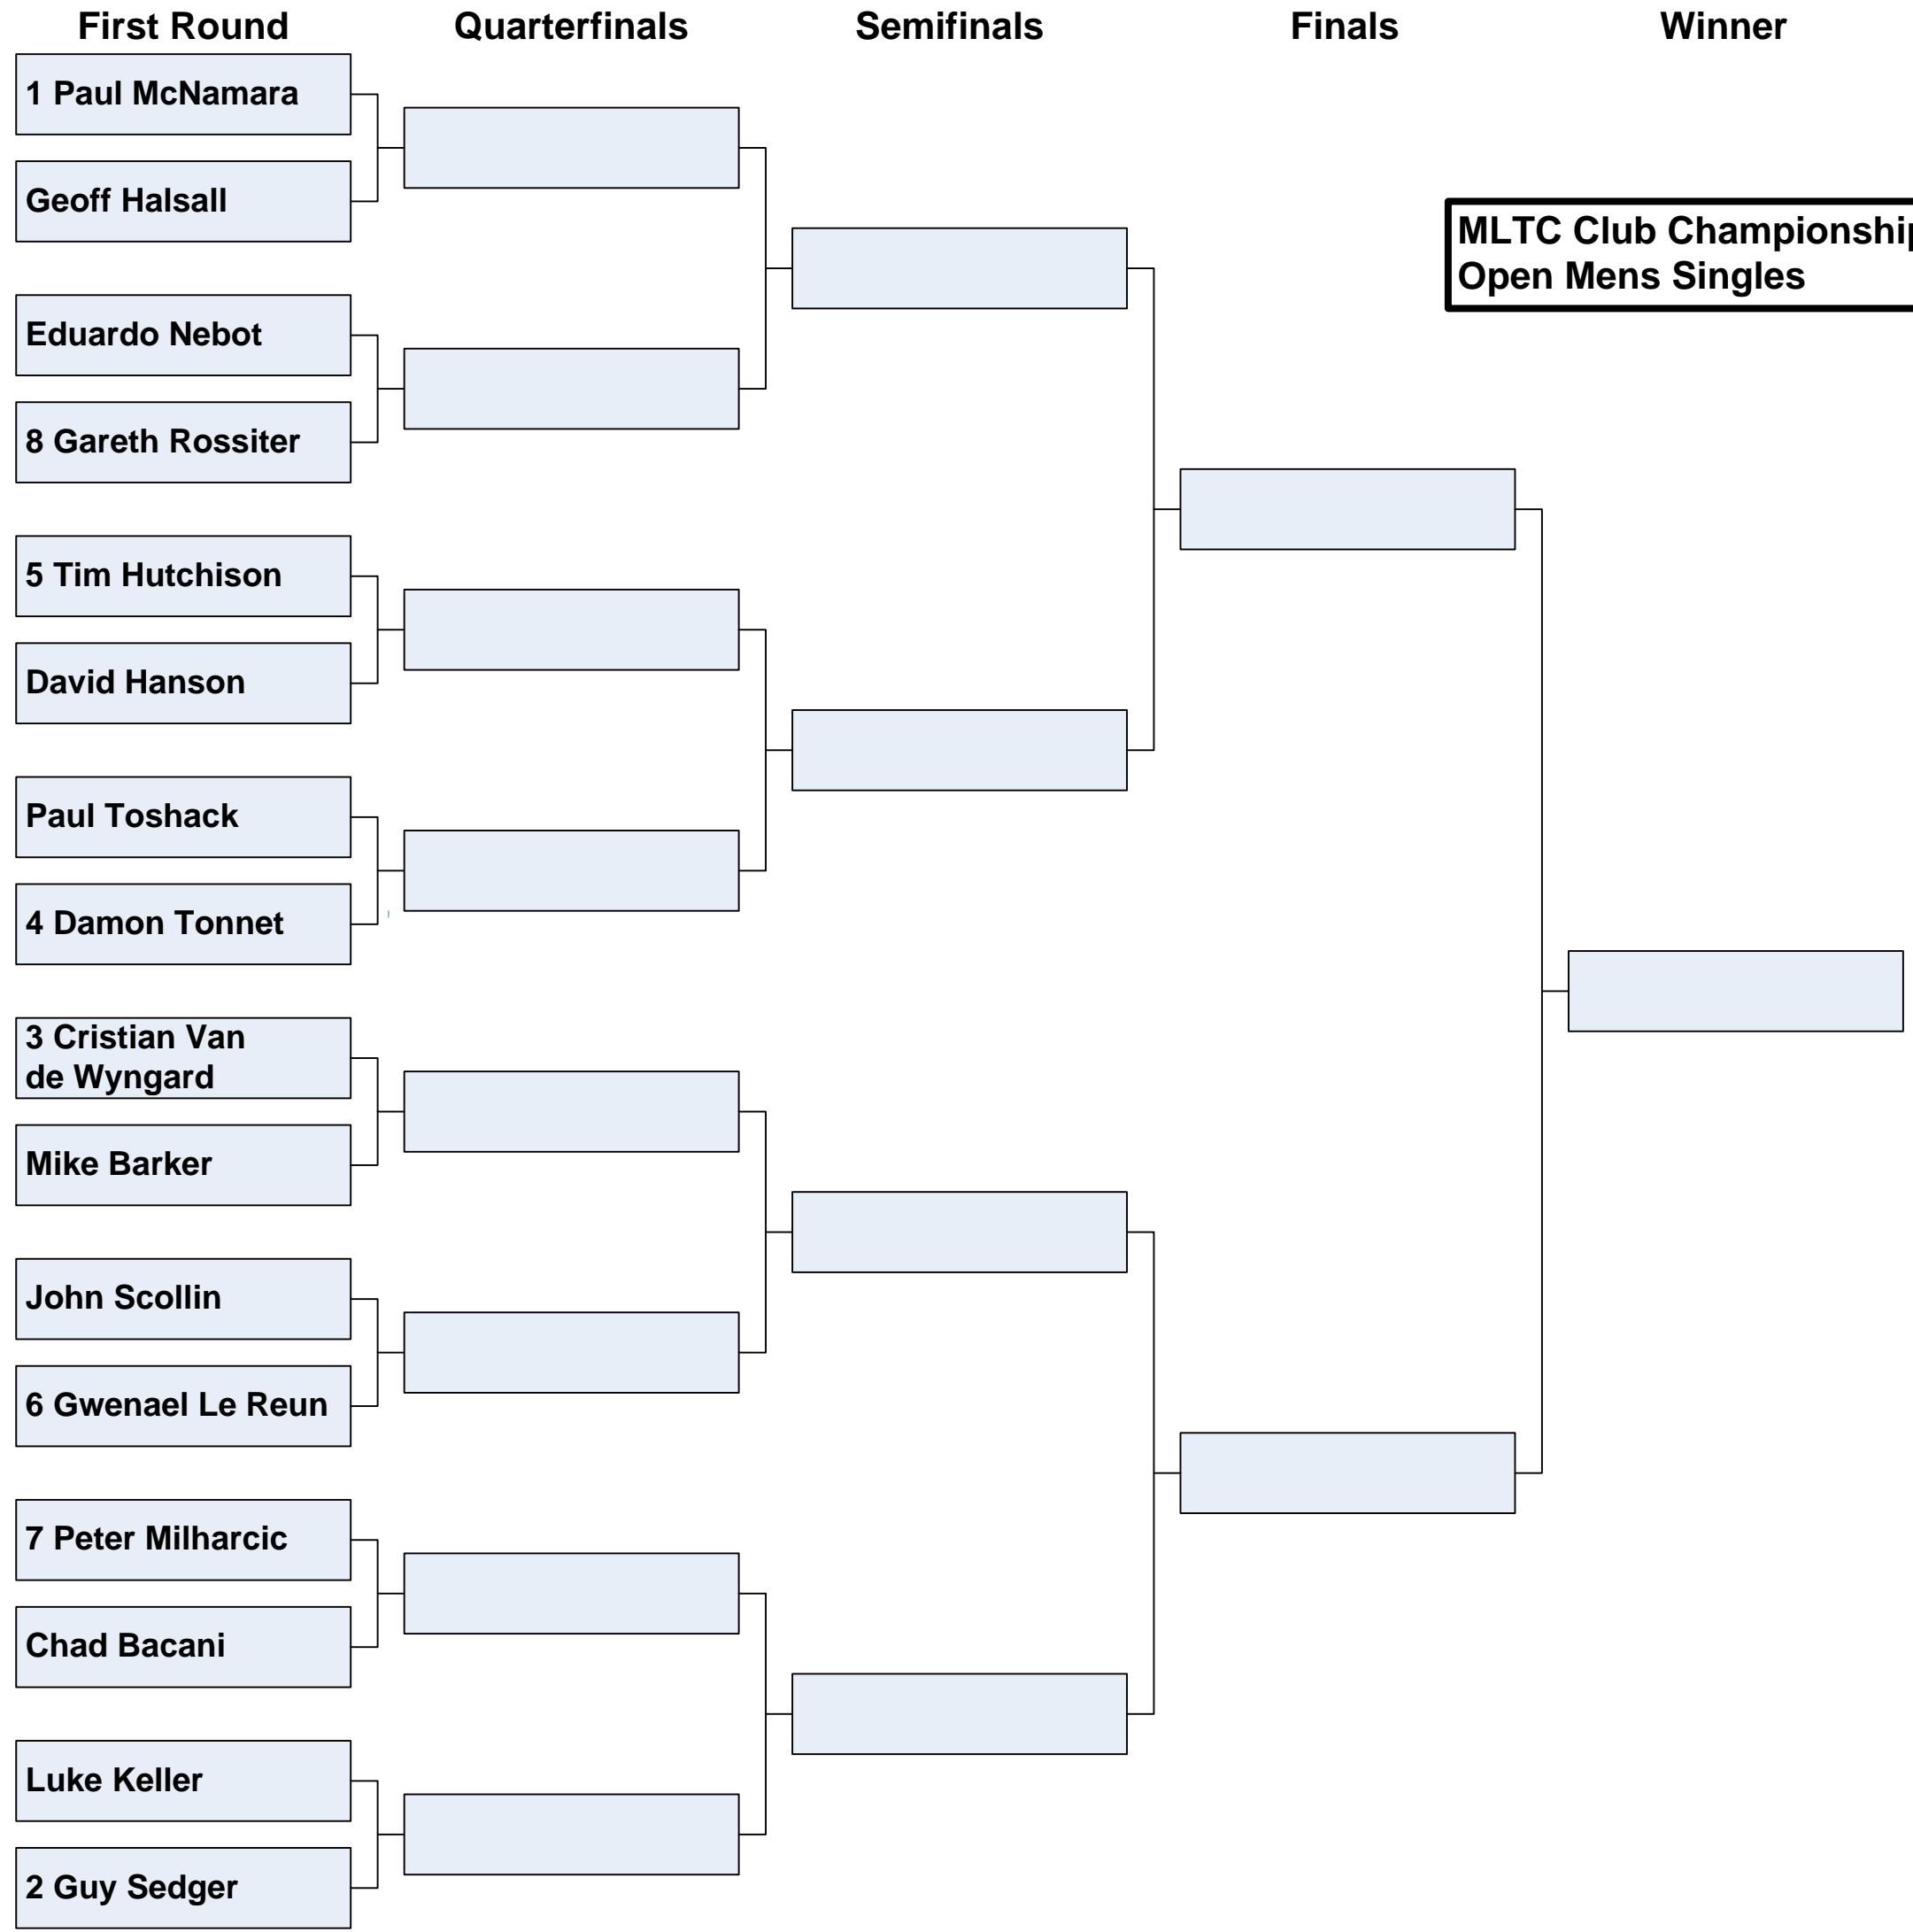 First Round
Quarterfinals
Semifinals
Finals
Winner
1 Paul McNamara
Geoff Halsall
MLTC Club Championship
Open Mens Singles
Eduardo Nebot
8 Gareth Rossiter
5 Tim Hutchison
David Hanson
Paul Toshack
4 Damon Tonnet
3 Cristian Van
de Wyngard
Mike Barker
John Scollin
6 Gwenael Le Reun
7 Peter Milharcic
Chad Bacani
Luke Keller
2 Guy Sedger